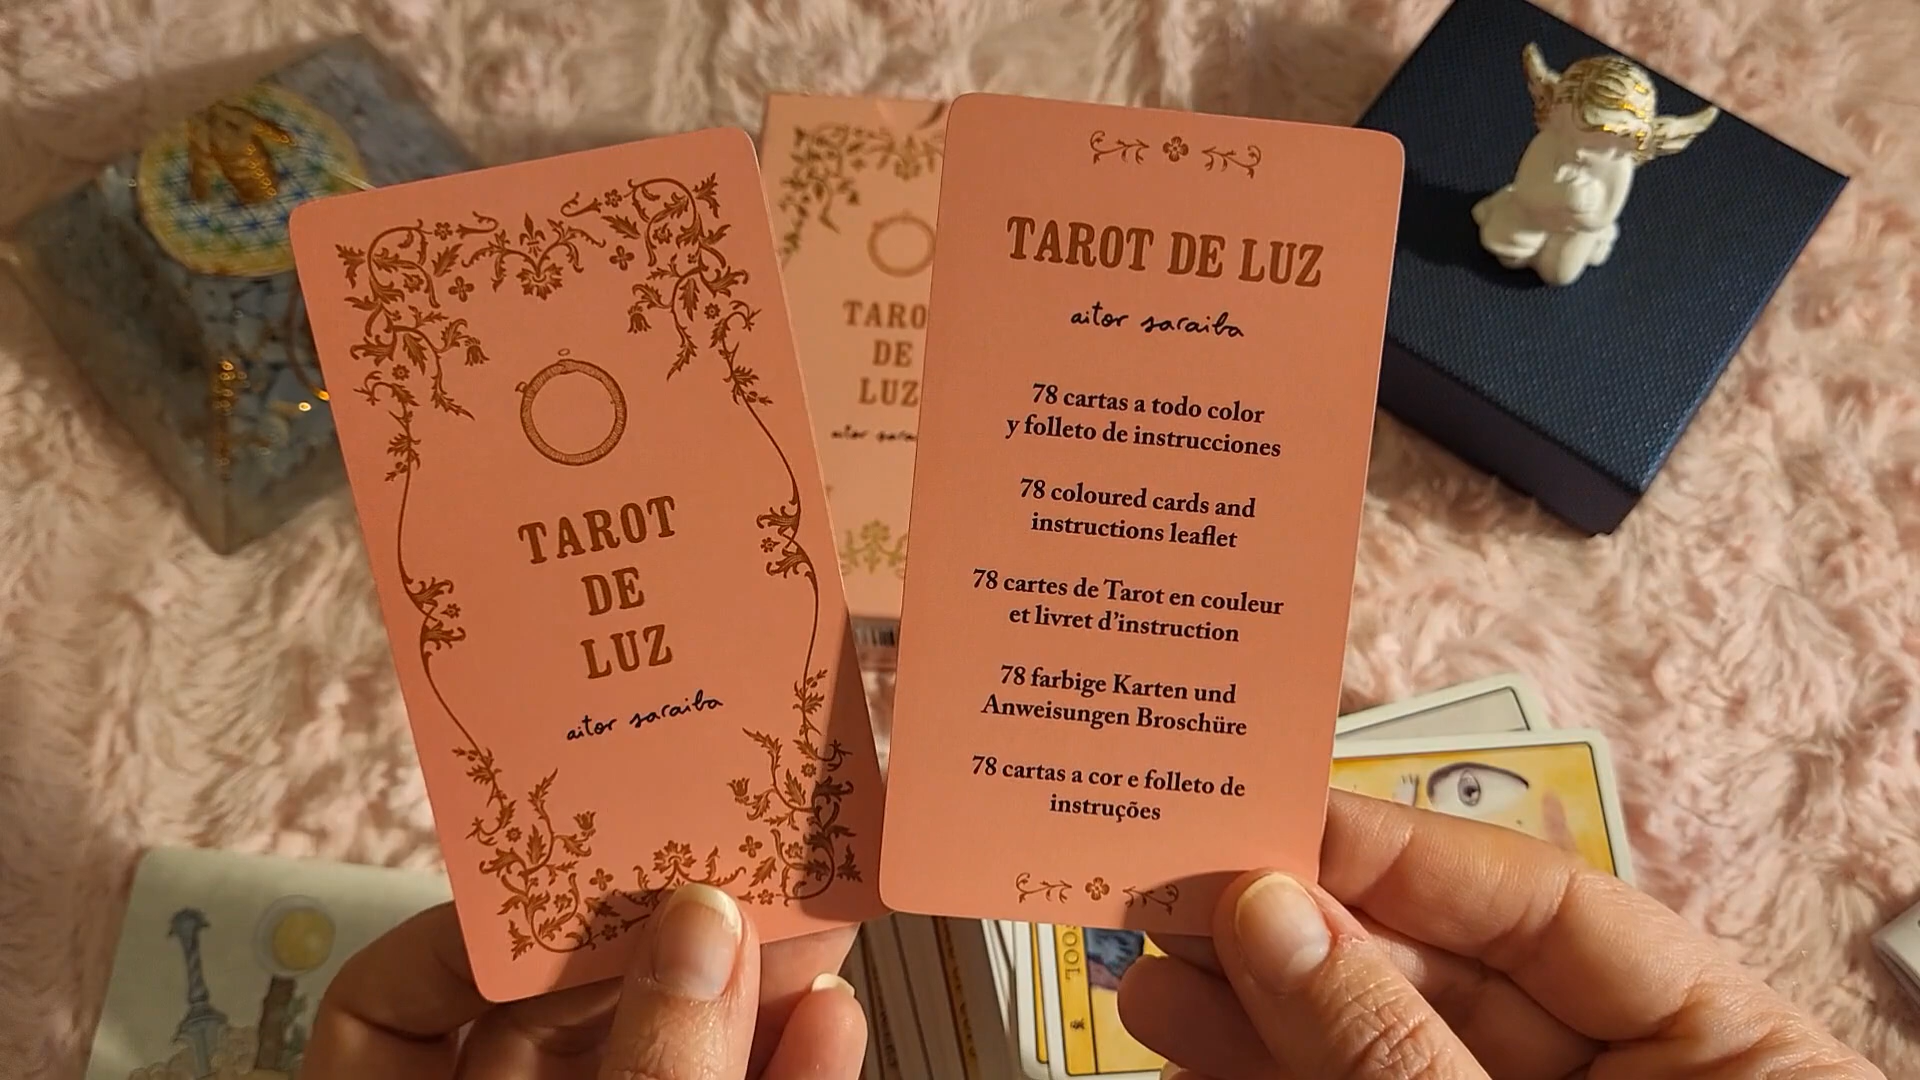 TAROT
DE
LUZ
aitor saraiba
TARO
DE
LUZ
TAROT DE LUZ
aitor saraiba
78 cartas a todo color
y folleto de instrucciones
78 coloured cards and
instructions leaflet
78 cartes de Tarot en couleur
et livret d'instruction
78 farbige Karten und
Anweisungen Broschüre
78 cartas a cor e folleto de
instruções